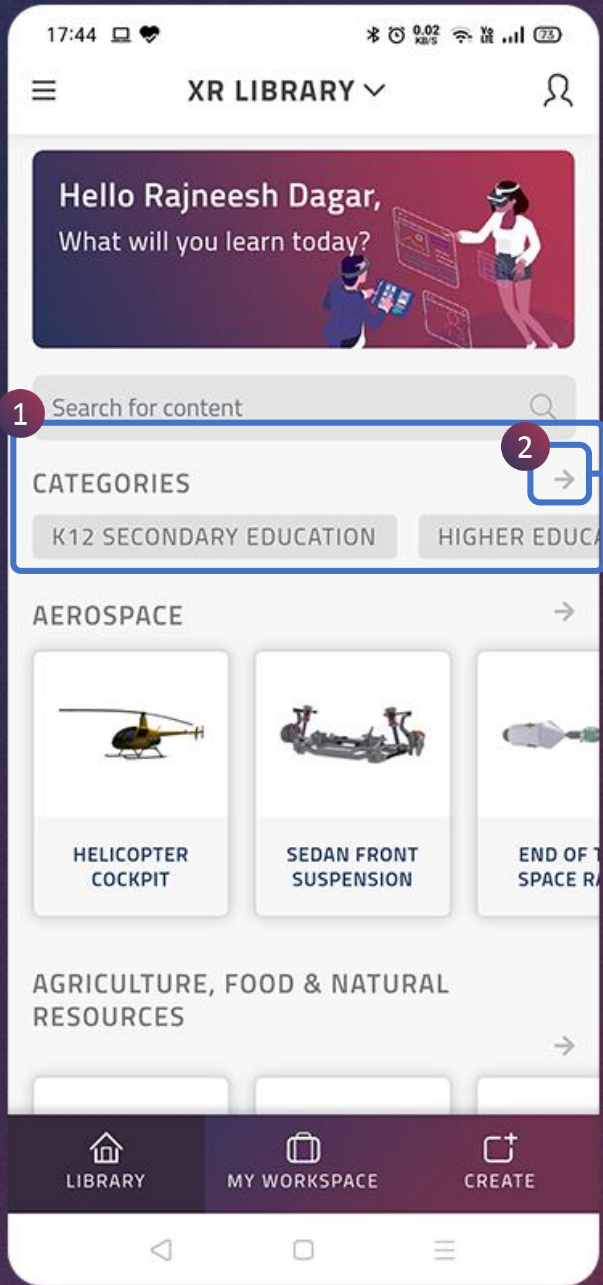 17:44 0.02 KB/S Vo LTE 73
XR LIBRARY
Hello Rajneesh Dagar,
What will you learn today?
1 Search for content
2
CATEGORIES
K12 SECONDARY EDUCATION HIGHER EDUCA
AEROSPACE
HELICOPTER COCKPIT
SEDAN FRONT SUSPENSION
END OF T
SPACE RA
AGRICULTURE, FOOD & NATURAL
RESOURCES
LIBRARY MY WORKSPACE CREATE